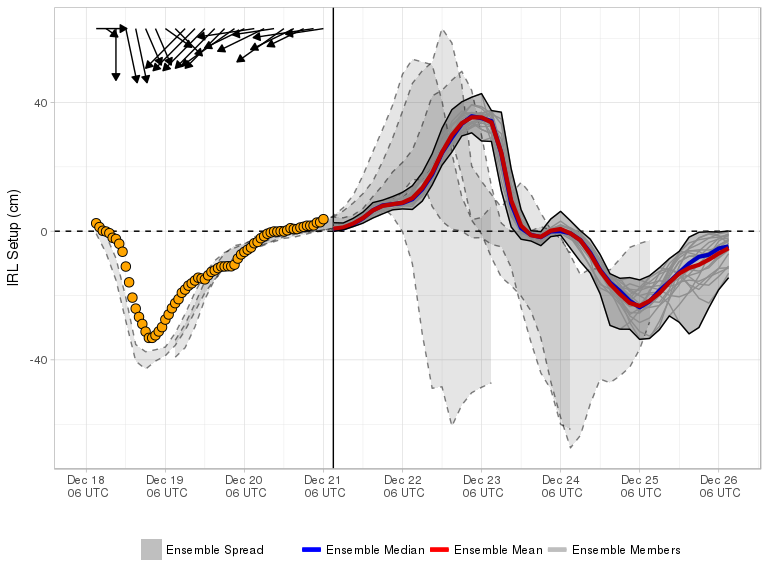 IRL Setup (cm)
40
0
-40
Dec 18 Dec 19 Dec 20 Dec 21 Dec 22 Dec 23 Dec 24 Dec 25 Dec 26
06 UTC 06 UTC 06 UTC 06 UTC 06 UTC 06 UTC 06 UTC 06 UTC 06 UTC
Ensemble Spread Ensemble Median Ensemble Mean Ensemble Members